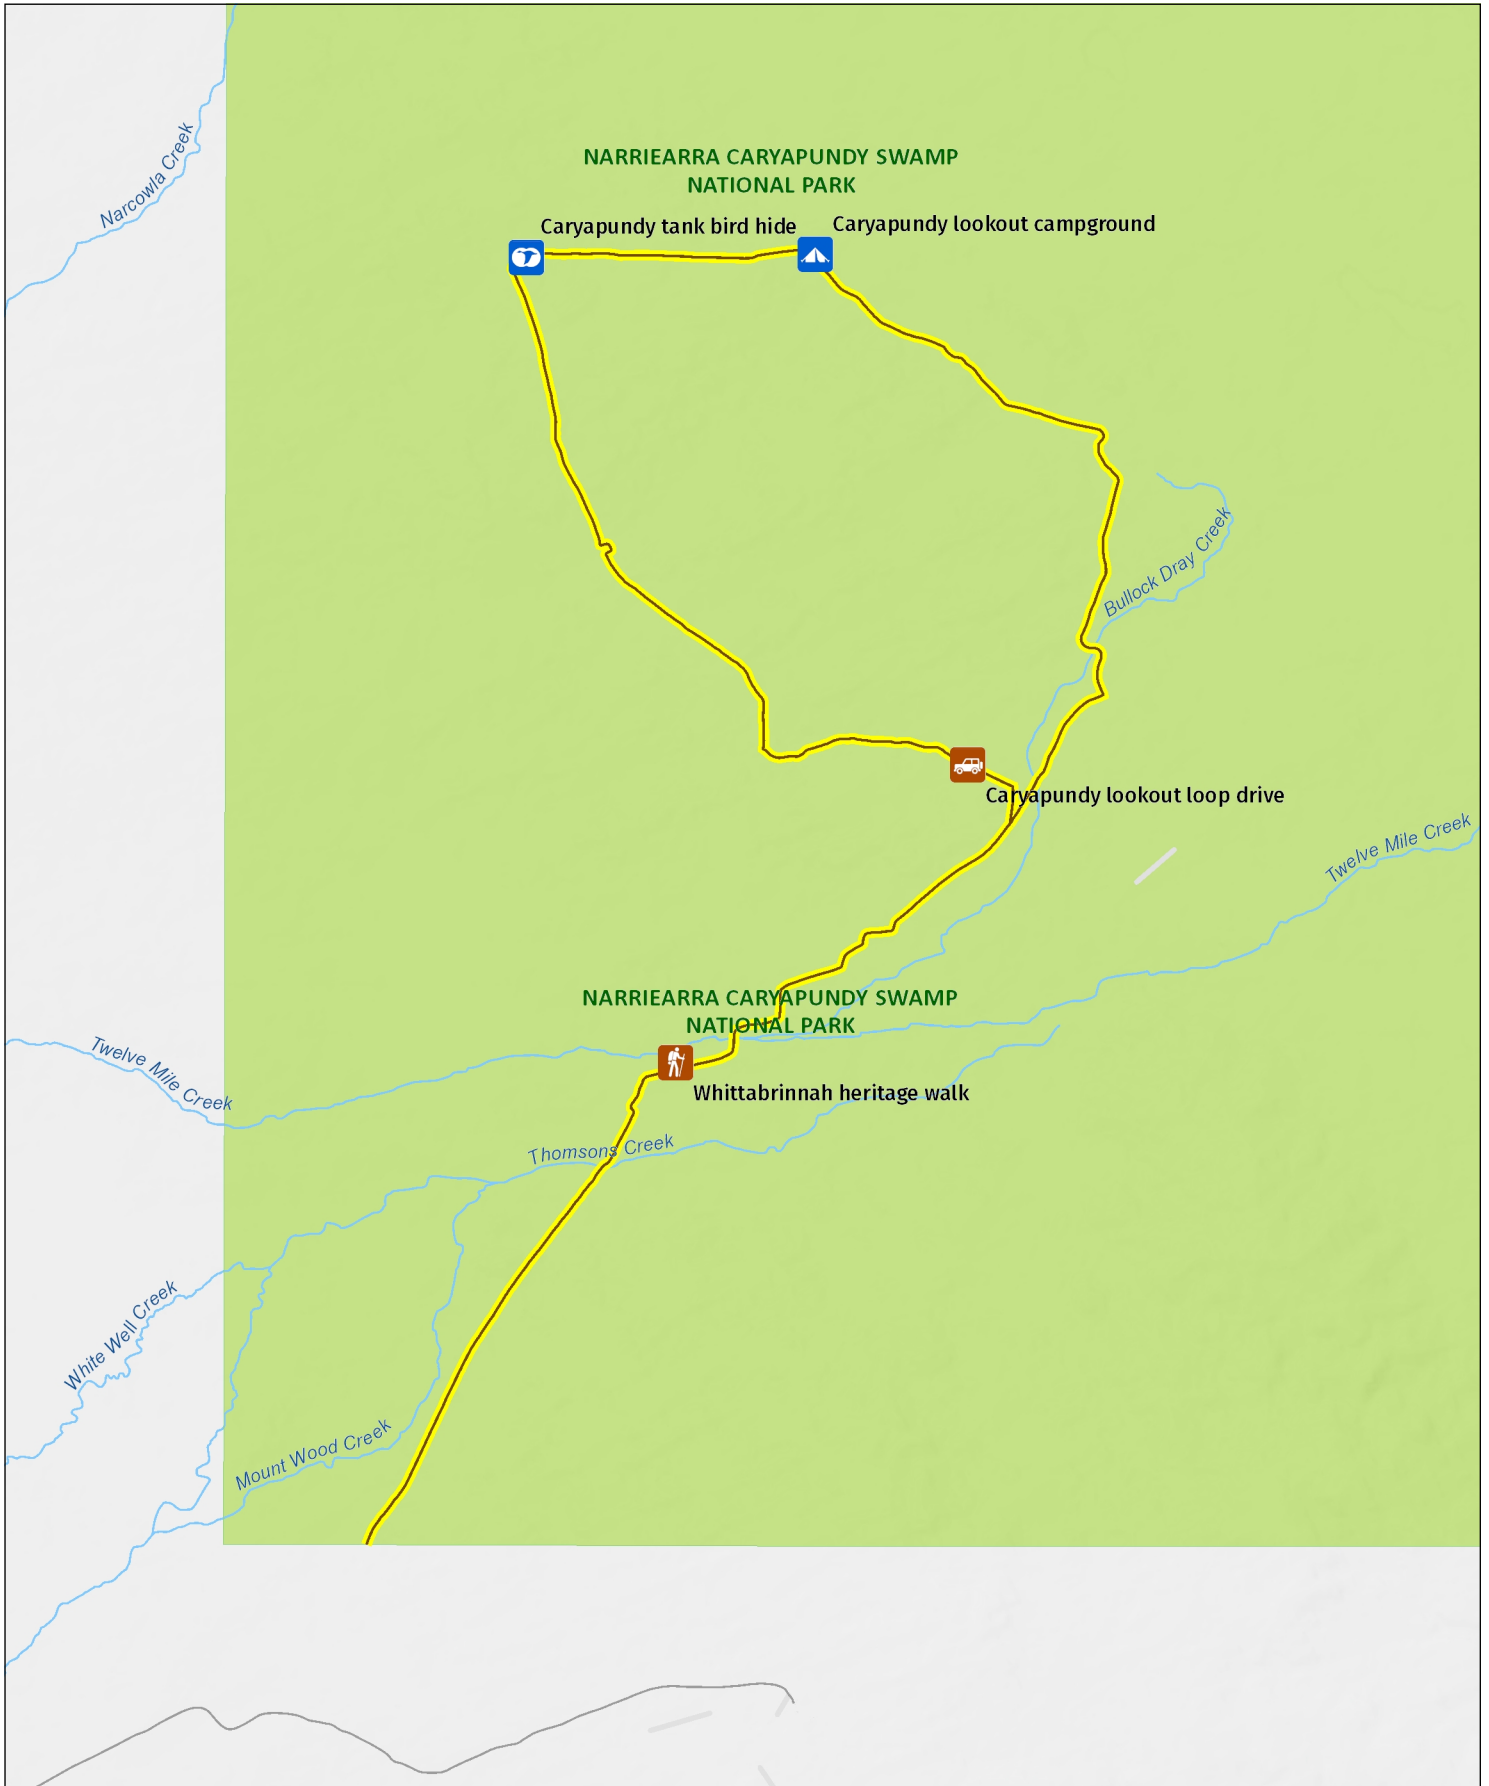 Narcowla Creek
NARRIEARRA CARYAPUNDY SWAMP
NATIONAL PARK
Caryapundy tank bird hide
Caryapundy lookout campground
Bullock Dray Creek
Caryapundy lookout loop drive
Twelve Mile Creek
NARRIEARRA CARYAPUNDY SWAMP
NATIONAL PARK
Twelve Mile Creek
Whittabrinnah heritage walk
Thomsons Creek
White Well Creek
Mount Wood Creek